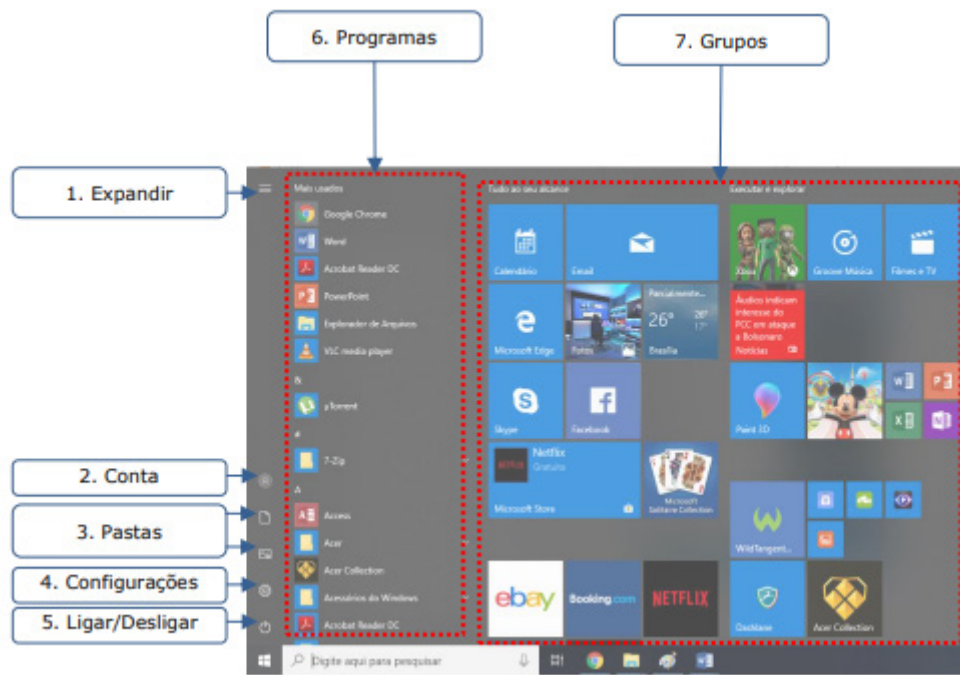 6. Programas
7. Grupos
1. Expandir
2. Conta
3. Pastas
4. Configurações
5. Ligar/Desligar
Mais usados
Google Chrome
Word
Acrobat Reader DC
PowerPoint
Explorador de Arquivos
VLC media player
&
µTorrent
#
7-Zip
A
Access
Acer
Acer Collection
Acessórios do Windows
Acrobat Reader DC
Tudo ao seu alcance
Calendário
Email
Microsoft Edge
Fotos
Parcialmente...
26°
26°
17°
Brasília
Skype
Facebook
Netflix
Gratuito
NETFLIX
Microsoft Store
Microsoft
Solitaire Collection
ebay
Booking.com
NETFLIX
Executar e explorar
Xbox
Groove Música
Filmes e TV
Áudios indicam
interesse do
PCC em ataque
a Bolsonaro
Notícias
Paint 3D
WildTangent...
Dashlane
Acer Collection
Digite aqui para pesquisar